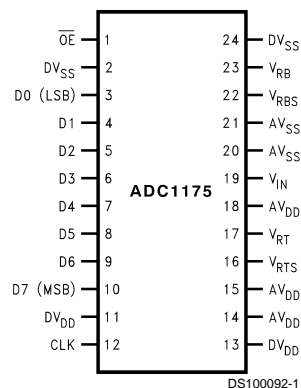 OE 1 24 DVSS
DVSS 2 23 VRB
D0 (LSB) 3 22 VRBS
D1 4 21 AVSS
D2 5 20 AVSS
D3 6 19 VIN
ADC1175
D4 7 18 AVDD
D5 8 17 VRT
D6 9 16 VRTS
D7 (MSB) 10 15 AVDD
DVDD 11 14 AVDD
CLK 12 13 DVDD
DS100092-1